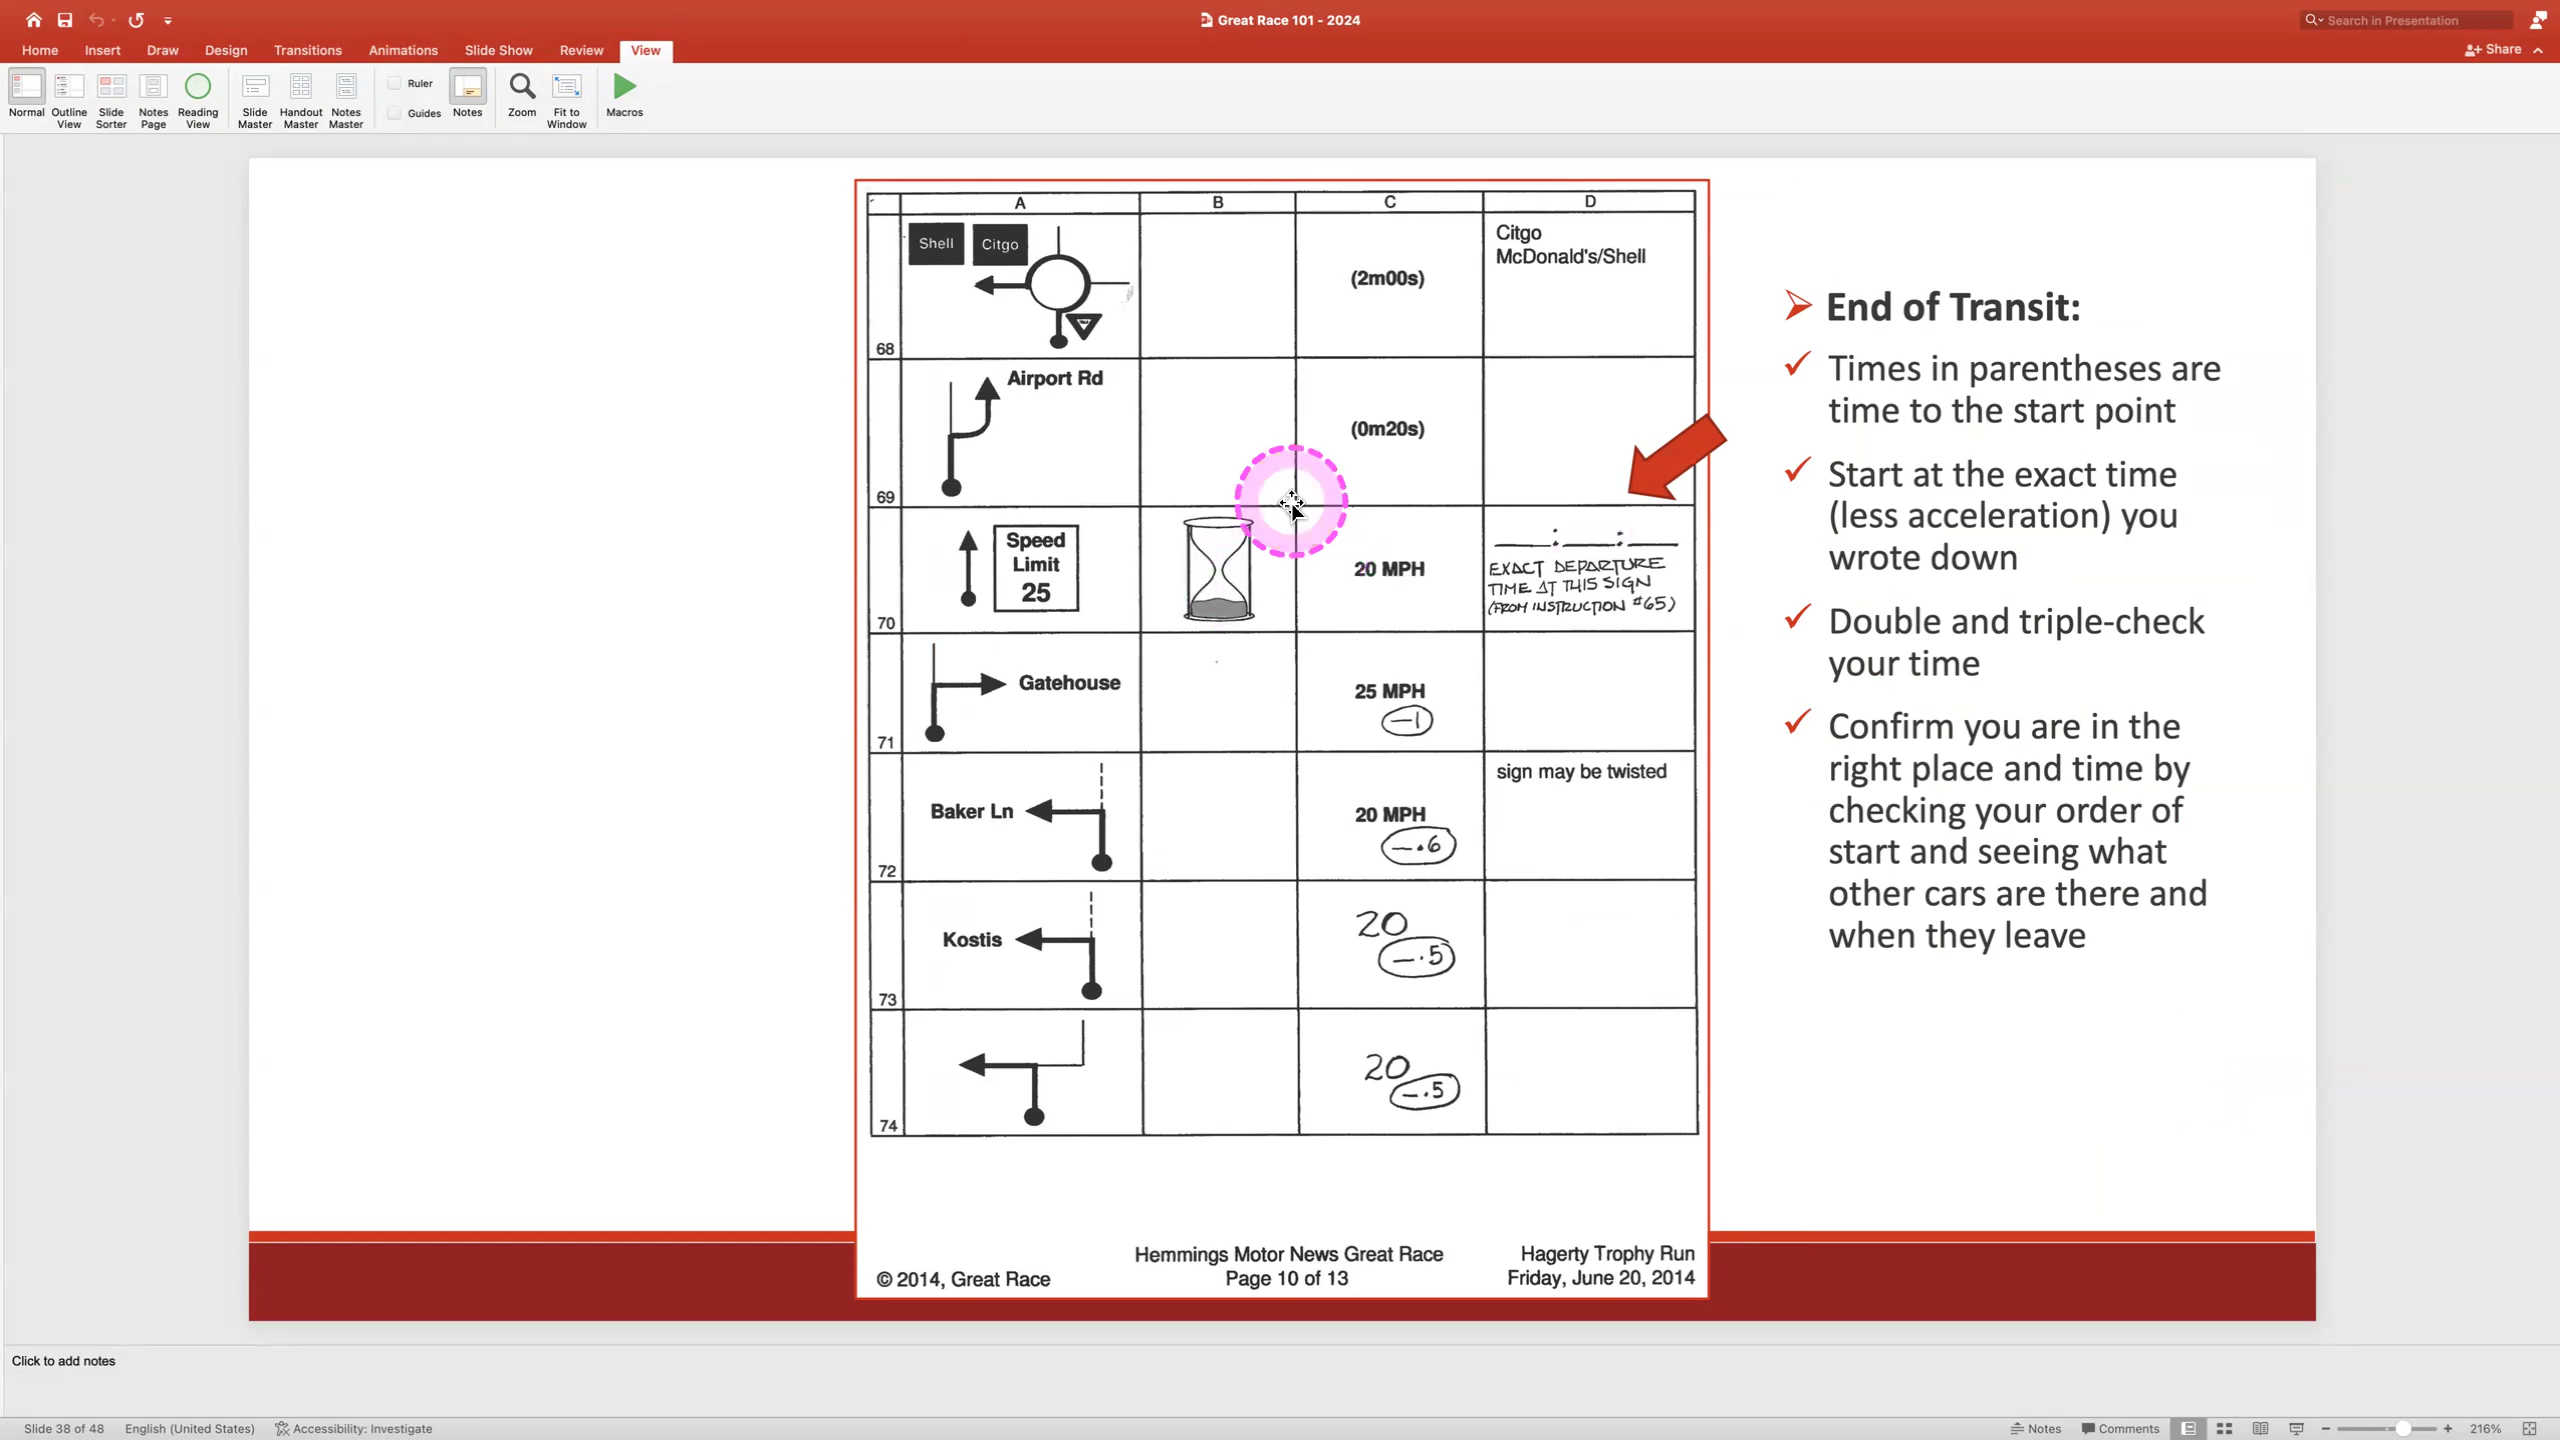 Great Race 101 - 2024
Search in Presentation
Home Insert Draw Design Transitions Animations Slide Show Review View
Share
Normal Outline View Slide Sorter Notes Page Reading View
Slide Master Handout Master Notes Master
Ruler
Guides
Notes Zoom Fit to Window Macros
A B C D
Shell Citgo
(2m00s)
Citgo
McDonald's/Shell
68
Airport Rd
(0m20s)
69
Speed
Limit
25
20 MPH
__:__:__
EXACT DEPARTURE
TIME AT THIS SIGN
(FROM INSTRUCTION #65)
70
Gatehouse
25 MPH
-1
71
Baker Ln
20 MPH
-.6
sign may be twisted
72
Kostis
20
-.5
73
20
-.5
74
© 2014, Great Race
Hemmings Motor News Great Race
Page 10 of 13
Hagerty Trophy Run
Friday, June 20, 2014
End of Transit:
Times in parentheses are
time to the start point
Start at the exact time
(less acceleration) you
wrote down
Double and triple-check
your time
Confirm you are in the
right place and time by
checking your order of
start and seeing what
other cars are there and
when they leave
Click to add notes
Slide 38 of 48 English (United States) Accessibility: Investigate
Notes Comments 216%